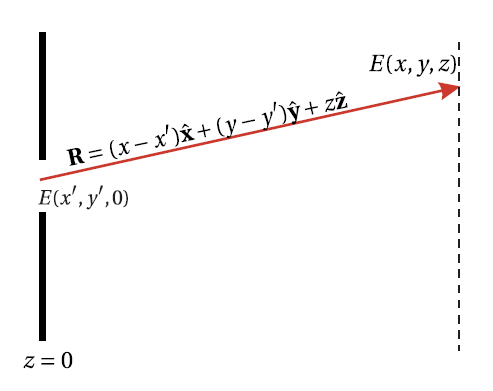 E(x, y, z)
R = (x − x′)x̂ + (y − y′)ŷ + zẑ
E(x′, y′, 0)
z = 0